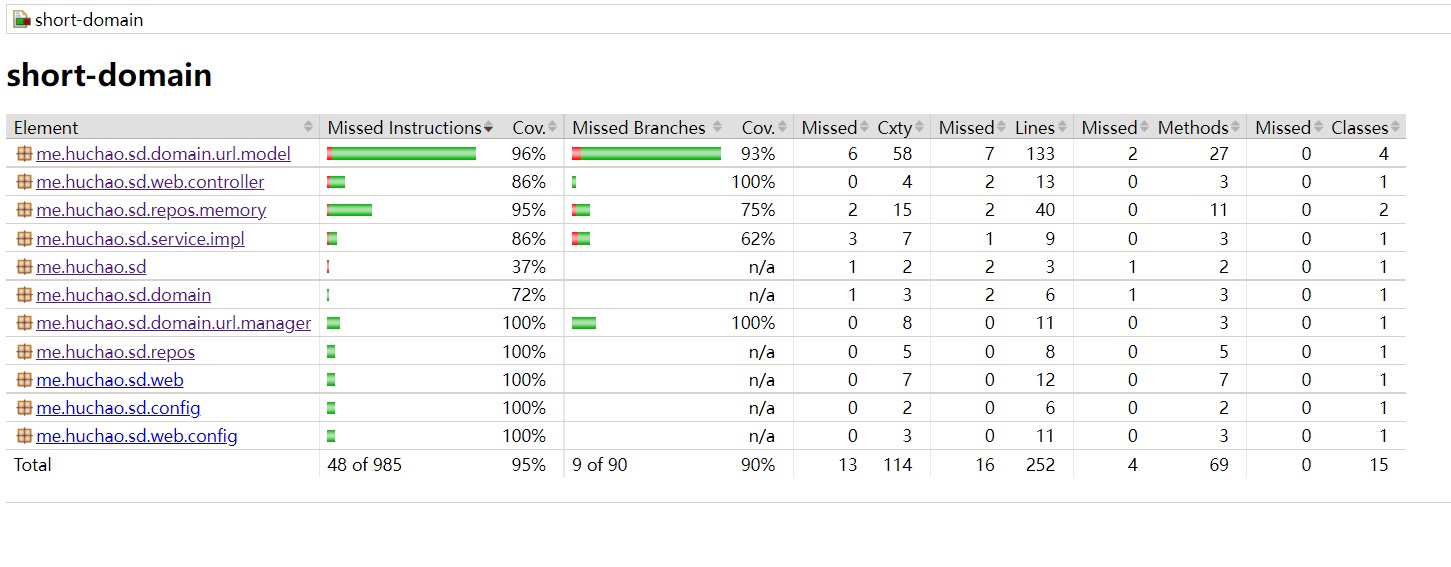 short-domain
short-domain
Element Missed Instructions Cov. Missed Branches Cov. Missed Cxty Missed Lines Missed Methods Missed Classes
me.huchao.sd.domain.url.model 96% 93% 6 58 7 133 2 27 0 4
me.huchao.sd.web.controller 86% 100% 0 4 2 13 0 3 0 1
me.huchao.sd.repos.memory 95% 75% 2 15 2 40 0 11 0 2
me.huchao.sd.service.impl 86% 62% 3 7 1 9 0 3 0 1
me.huchao.sd 37% n/a 1 2 2 3 1 2 0 1
me.huchao.sd.domain 72% n/a 1 3 2 6 1 3 0 1
me.huchao.sd.domain.url.manager 100% 100% 0 8 0 11 0 3 0 1
me.huchao.sd.repos 100% n/a 0 5 0 8 0 5 0 1
me.huchao.sd.web 100% n/a 0 7 0 12 0 7 0 1
me.huchao.sd.config 100% n/a 0 2 0 6 0 2 0 1
me.huchao.sd.web.config 100% n/a 0 3 0 11 0 3 0 1
Total 48 of 985 95% 9 of 90 90% 13 114 16 252 4 69 0 15